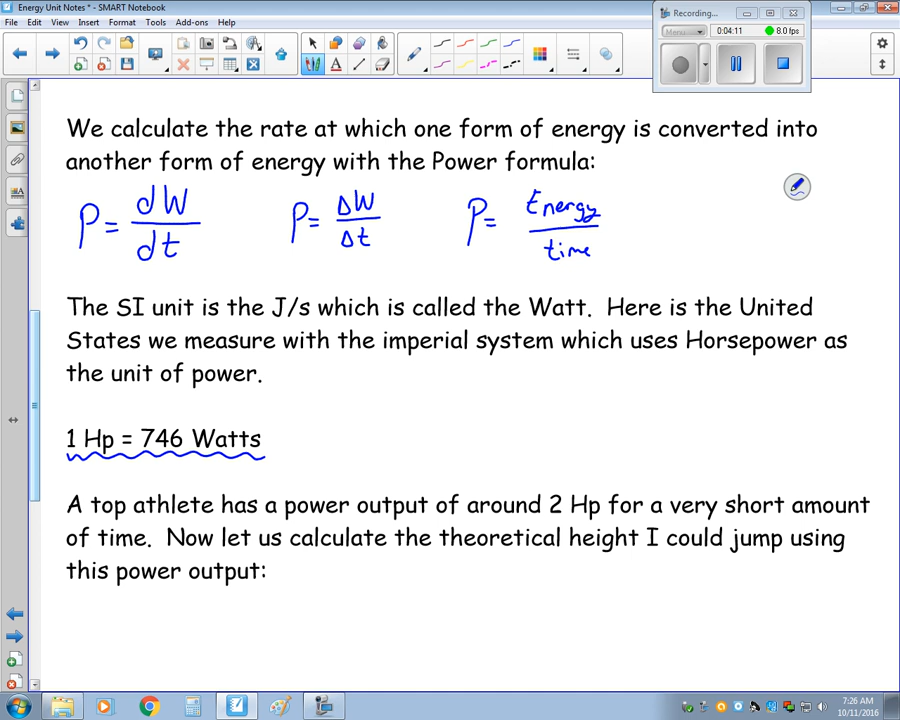 Energy Unit Notes * - SMART Notebook
Recording...
File Edit View Insert Format Tools Add-ons Help
Menu 0:04:11 8.0 fps
We calculate the rate at which one form of energy is converted into
another form of energy with the Power formula:
P = dW/dt P = ΔW/Δt P = Energy/time
The SI unit is the J/s which is called the Watt. Here is the United
States we measure with the imperial system which uses Horsepower as
the unit of power.
1 Hp = 746 Watts
A top athlete has a power output of around 2 Hp for a very short amount
of time. Now let us calculate the theoretical height I could jump using
this power output:
7:26 AM
10/11/2016